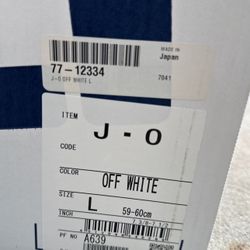 MADE IN
Japan
77-12334
J-O OFF WHITE L
7041
ITEM
J-O
CODE
COLOR
OFF WHITE
SIZE
L
59-60cm
INCH
PF NO
A639